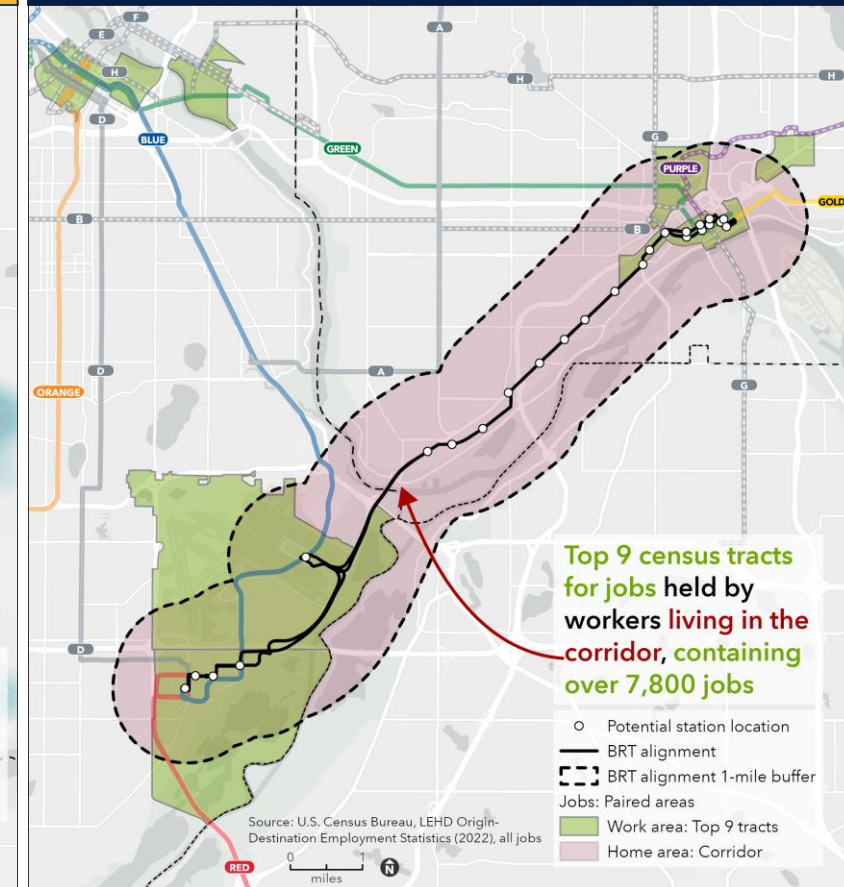 F
A
E
H
H
H
D
BLUE
G
GREEN
PURPLE
GOLD
B
B
D
A
ORANGE
G
D
RED
Top 9 census tracts
for jobs held by
workers living in the
corridor, containing
over 7,800 jobs
Potential station location
BRT alignment
BRT alignment 1-mile buffer
Jobs: Paired areas
Work area: Top 9 tracts
Home area: Corridor
Source: U.S. Census Bureau, LEHD Origin-
Destination Employment Statistics (2022), all jobs
0 1
miles
N